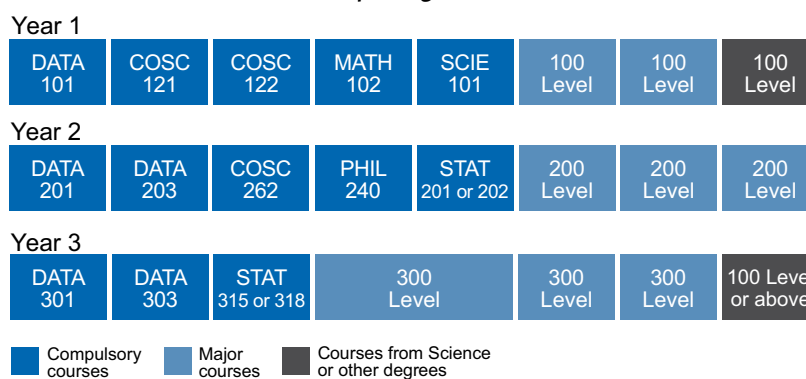 Year 1
DATA 101
COSC 121
COSC 122
MATH 102
SCIE 101
100 Level
100 Level
100 Level
Year 2
DATA 201
DATA 203
COSC 262
PHIL 240
STAT 201 or 202
200 Level
200 Level
200 Level
Year 3
DATA 301
DATA 303
STAT 315 or 318
300 Level
300 Level
300 Level
100 Leve
or above
Compulsory courses
Major courses
Courses from Science or other degrees